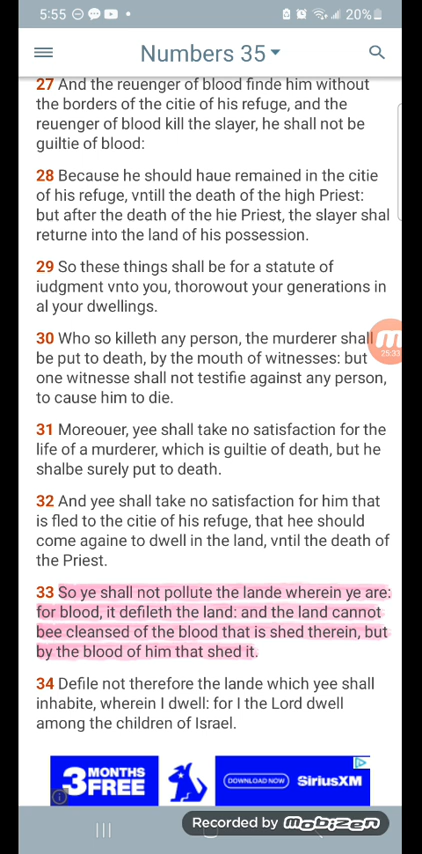 5:55
20%
Numbers 35
27 And the reuenger of blood finde him without
the borders of the citie of his refuge, and the
reuenger of blood kill the slayer, he shall not be
guiltie of blood:
28 Because he should haue remained in the citie
of his refuge, vntill the death of the high Priest:
but after the death of the hie Priest, the slayer shal
returne into the land of his possession.
29 So these things shall be for a statute of
iudgment vnto you, thorowout your generations in
al your dwellings.
30 Who so killeth any person, the murderer shall
be put to death, by the mouth of witnesses: but
one witnesse shall not testifie against any person,
to cause him to die.
25:33
31 Moreouer, yee shall take no satisfaction for the
life of a murderer, which is guiltie of death, but he
shalbe surely put to death.
32 And yee shall take no satisfaction for him that
is fled to the citie of his refuge, that hee should
come againe to dwell in the land, vntil the death of
the Priest.
33 So ye shall not pollute the lande wherein ye are:
for blood, it defileth the land: and the land cannot
bee cleansed of the blood that is shed therein, but
by the blood of him that shed it.
34 Defile not therefore the lande which yee shall
inhabite, wherein I dwell: for I the Lord dwell
among the children of Israel.
3 MONTHS FREE
DOWNLOAD NOW
SiriusXM
Recorded by mobizen